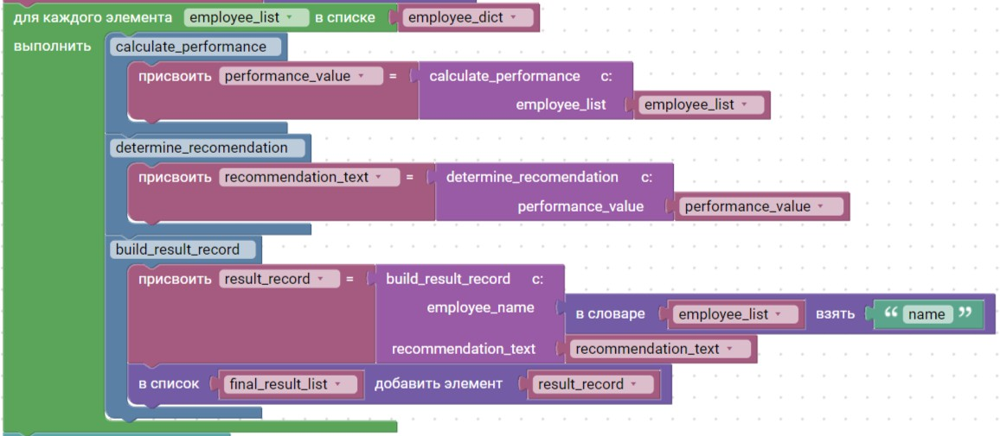 для каждого элемента employee_list в списке employee_dict
выполнить calculate_performance
присвоить performance_value = calculate_performance с:
employee_list employee_list
determine_recomendation
присвоить recommendation_text = determine_recomendation с:
performance_value performance_value
build_result_record
присвоить result_record = build_result_record с:
employee_name в словаре employee_list взять “ name ”
recommendation_text recommendation_text
в список final_result_list добавить элемент result_record